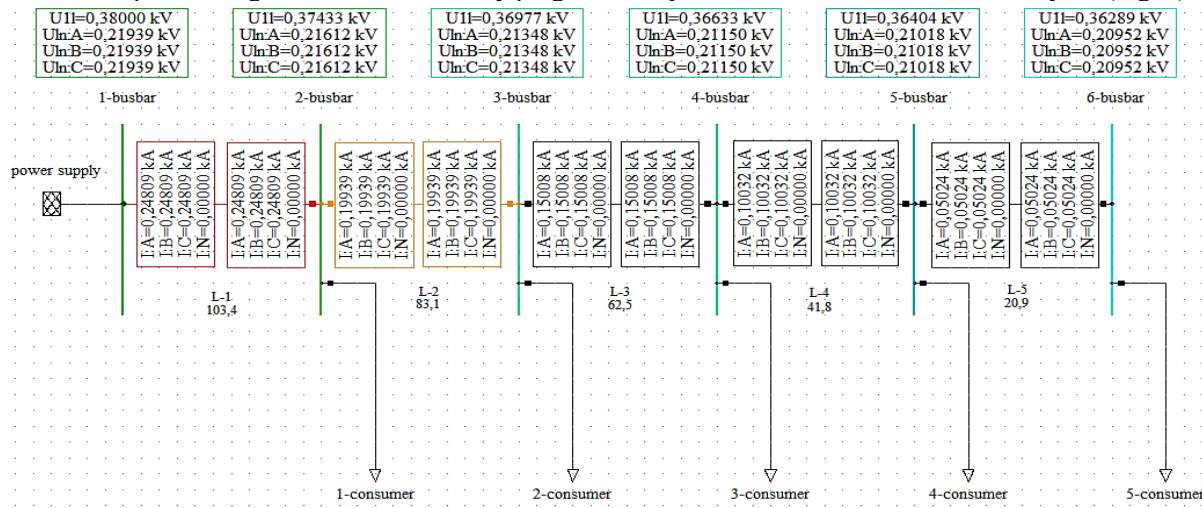 U1l=0,38000 kV
Uln:A=0,21939 kV
Uln:B=0,21939 kV
Uln:C=0,21939 kV
U1l=0,37433 kV
Uln:A=0,21612 kV
Uln:B=0,21612 kV
Uln:C=0,21612 kV
U1l=0,36977 kV
Uln:A=0,21348 kV
Uln:B=0,21348 kV
Uln:C=0,21348 kV
U1l=0,36633 kV
Uln:A=0,21150 kV
Uln:B=0,21150 kV
Uln:C=0,21150 kV
U1l=0,36404 kV
Uln:A=0,21018 kV
Uln:B=0,21018 kV
Uln:C=0,21018 kV
U1l=0,36289 kV
Uln:A=0,20952 kV
Uln:B=0,20952 kV
Uln:C=0,20952 kV
1-busbar
2-busbar
3-busbar
4-busbar
5-busbar
6-busbar
power supply
I:A=0,24809 kA
I:B=0,24809 kA
I:C=0,24809 kA
I:N=0,00000 kA
I:A=0,24809 kA
I:B=0,24809 kA
I:C=0,24809 kA
I:N=0,00000 kA
I:A=0,19939 kA
I:B=0,19939 kA
I:C=0,19939 kA
I:N=0,00000 kA
I:A=0,19939 kA
I:B=0,19939 kA
I:C=0,19939 kA
I:N=0,00000 kA
I:A=0,15008 kA
I:B=0,15008 kA
I:C=0,15008 kA
I:N=0,00000 kA
I:A=0,15008 kA
I:B=0,15008 kA
I:C=0,15008 kA
I:N=0,00000 kA
I:A=0,10032 kA
I:B=0,10032 kA
I:C=0,10032 kA
I:N=0,00000 kA
I:A=0,10032 kA
I:B=0,10032 kA
I:C=0,10032 kA
I:N=0,00000 kA
I:A=0,05024 kA
I:B=0,05024 kA
I:C=0,05024 kA
I:N=0,00000 kA
I:A=0,05024 kA
I:B=0,05024 kA
I:C=0,05024 kA
I:N=0,00000 kA
L-1
103,4
L-2
83,1
L-3
62,5
L-4
41,8
L-5
20,9
1-consumer
2-consumer
3-consumer
4-consumer
5-consumer